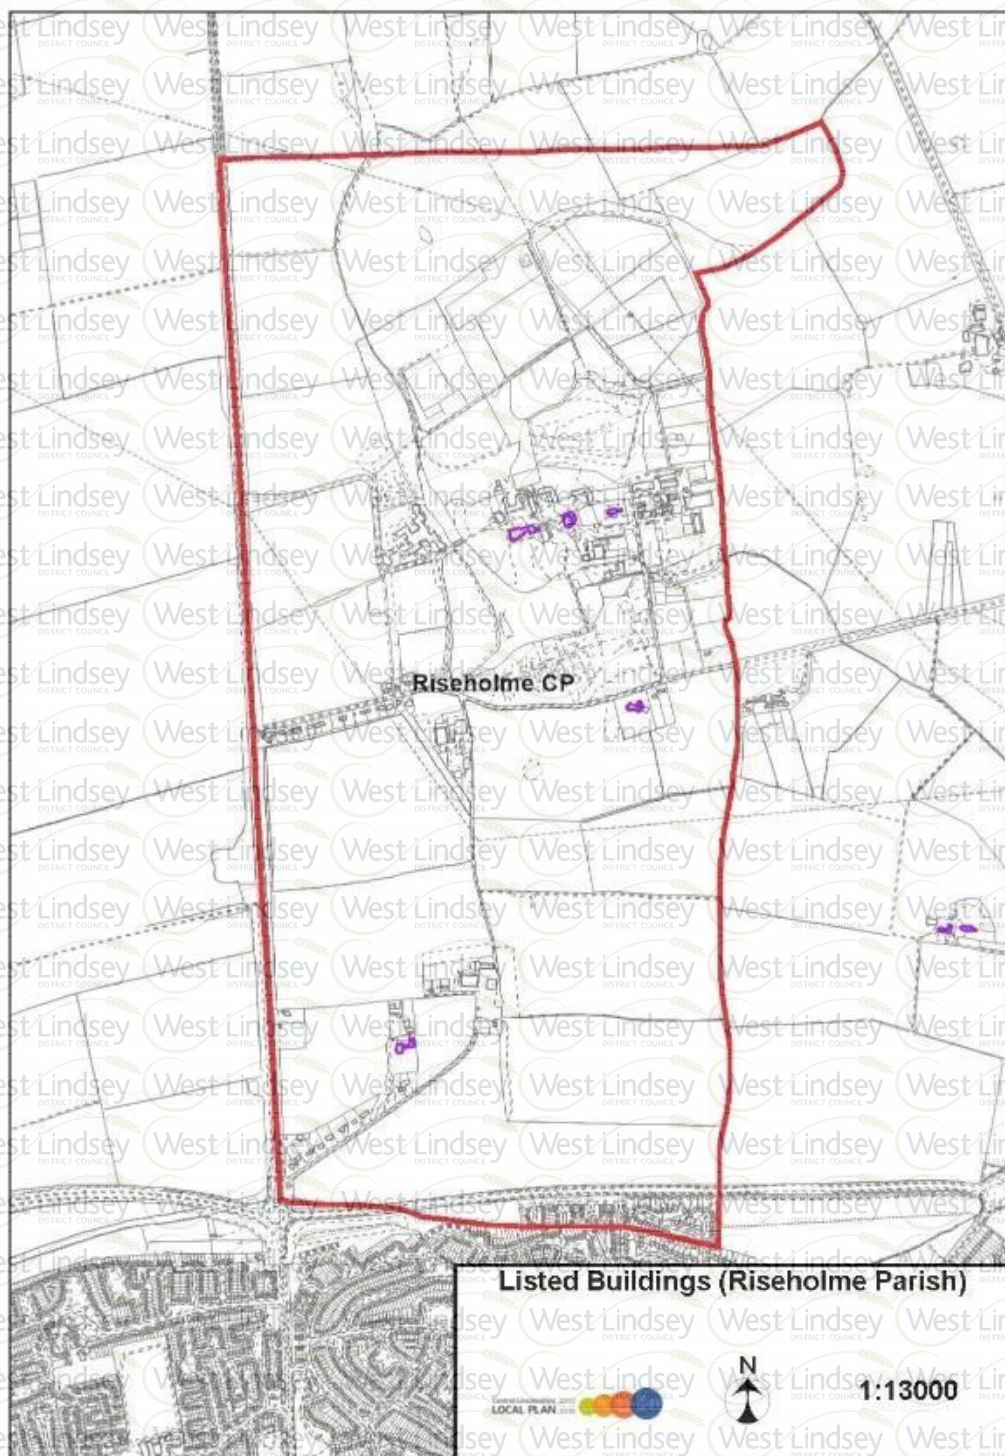 West Lindsey
DISTRICT COUNCIL
Riseholme CP
Listed Buildings (Riseholme Parish)
N
1:13000
LOCAL PLAN